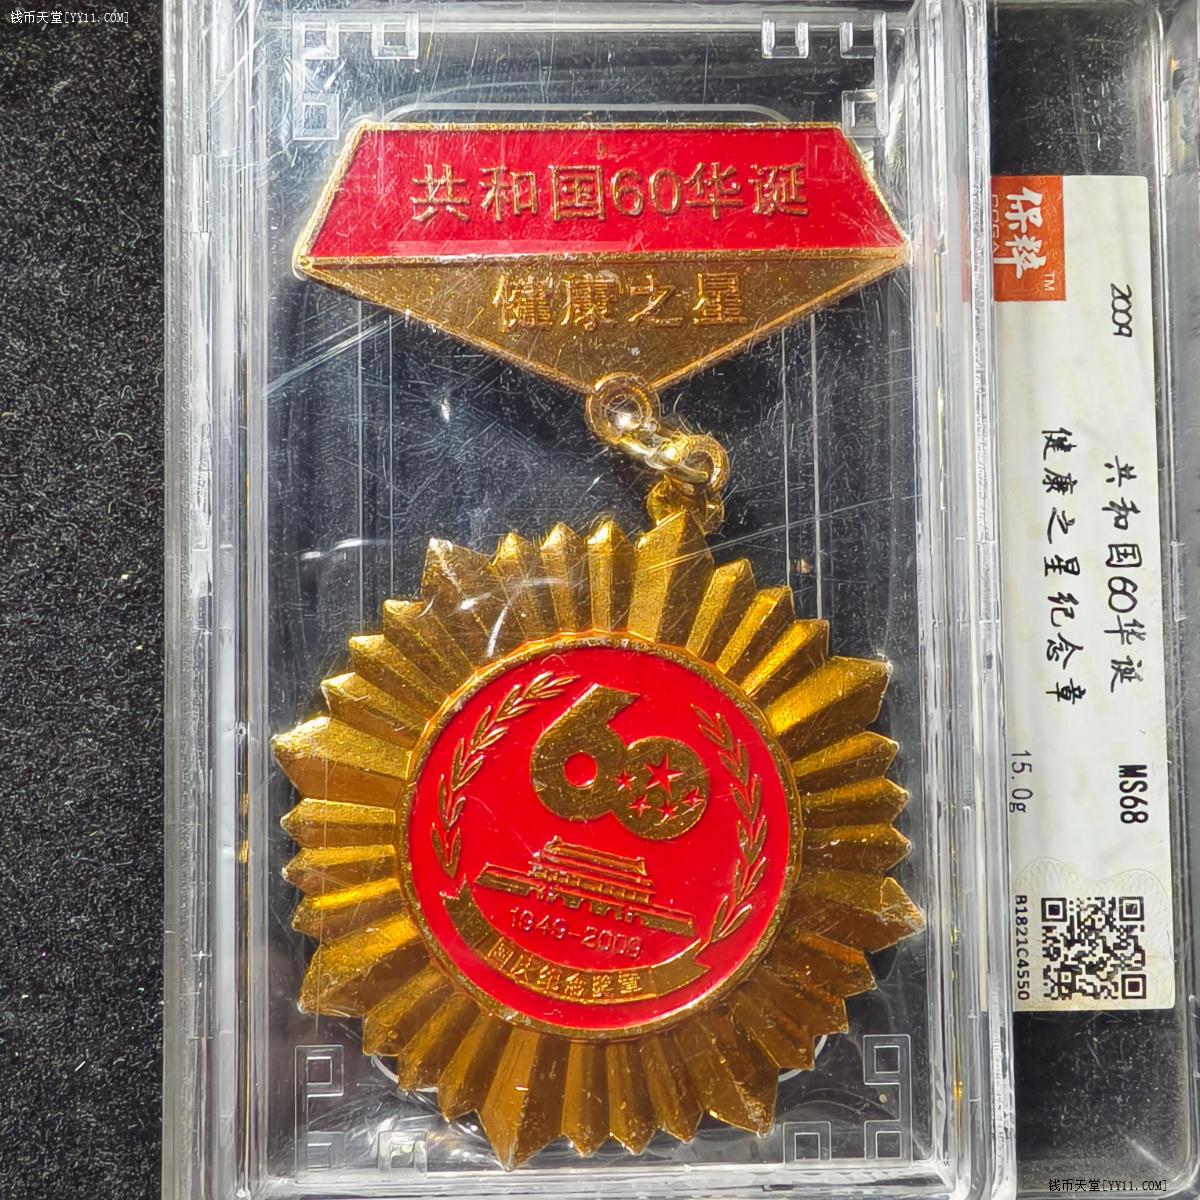 钱币天堂[YY11.COM]
共和国60华诞
健康之星
60
1949-2009
国庆纪念奖章
保粹
TM
2009
共和国60华诞 MS68
健康之星纪念章
15.0g
B1821C4550
钱币天堂[YY11.COM]